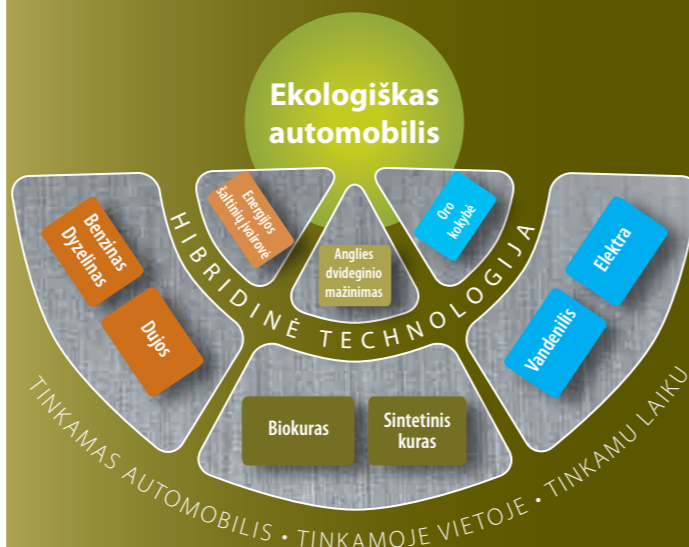 Ekologiškas
automobilis
Energijos
šaltinių įvoirovė
Anglies
dvideginio
mažinimas
Oro
kokybė
HIBRIDINĖ TECHNOLOGIJA
Benzinas
Dyzelinas
Dujos
Biokuras
Sintetinis
kuras
Vandenilis
Elektra
TINKAMAS AUTOMOBILIS • TINKAMOJE VIETOJE • TINKAMU LAIKU